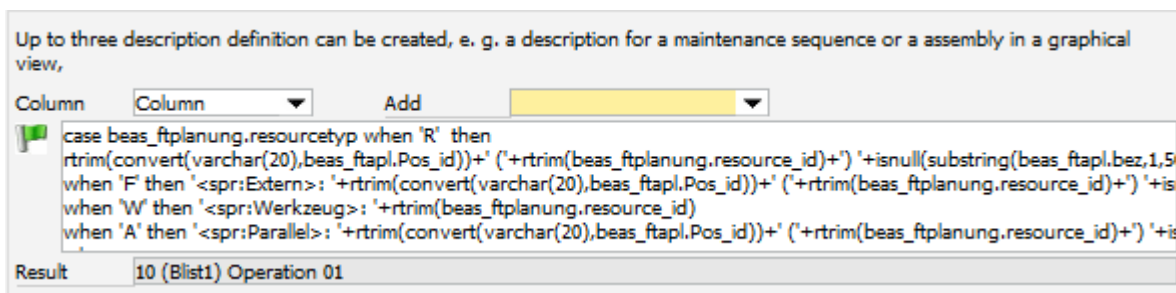 Up to three description definition can be created, e. g. a description for a maintenance sequence or a assembly in a graphical
view,
Column Column Add
case beas_ftplanung.resourcetyp when 'R' then
rtrim(convert(varchar(20),beas_ftapl.Pos_id))+' ('+rtrim(beas_ftplanung.resource_id)+') '+isnull(substring(beas_ftapl.bez,1,5
when 'F' then '<spr:Extern>: '+rtrim(convert(varchar(20),beas_ftapl.Pos_id))+' ('+rtrim(beas_ftplanung.resource_id)+') '+is
when 'W' then '<spr:Werkzeug>: '+rtrim(beas_ftplanung.resource_id)
when 'A' then '<spr:Parallel>: '+rtrim(convert(varchar(20),beas_ftapl.Pos_id))+' ('+rtrim(beas_ftplanung.resource_id)+') '+is
Result 10 (Blist1) Operation 01